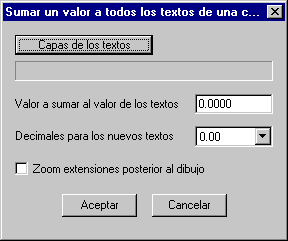 Sumar un valor a todos los textos de una c...
Capas de los textos
Valor a sumar al valor de los textos 0.0000
Decimales para los nuevos textos 0.00
Zoom extensiones posterior al dibujo
Aceptar Cancelar